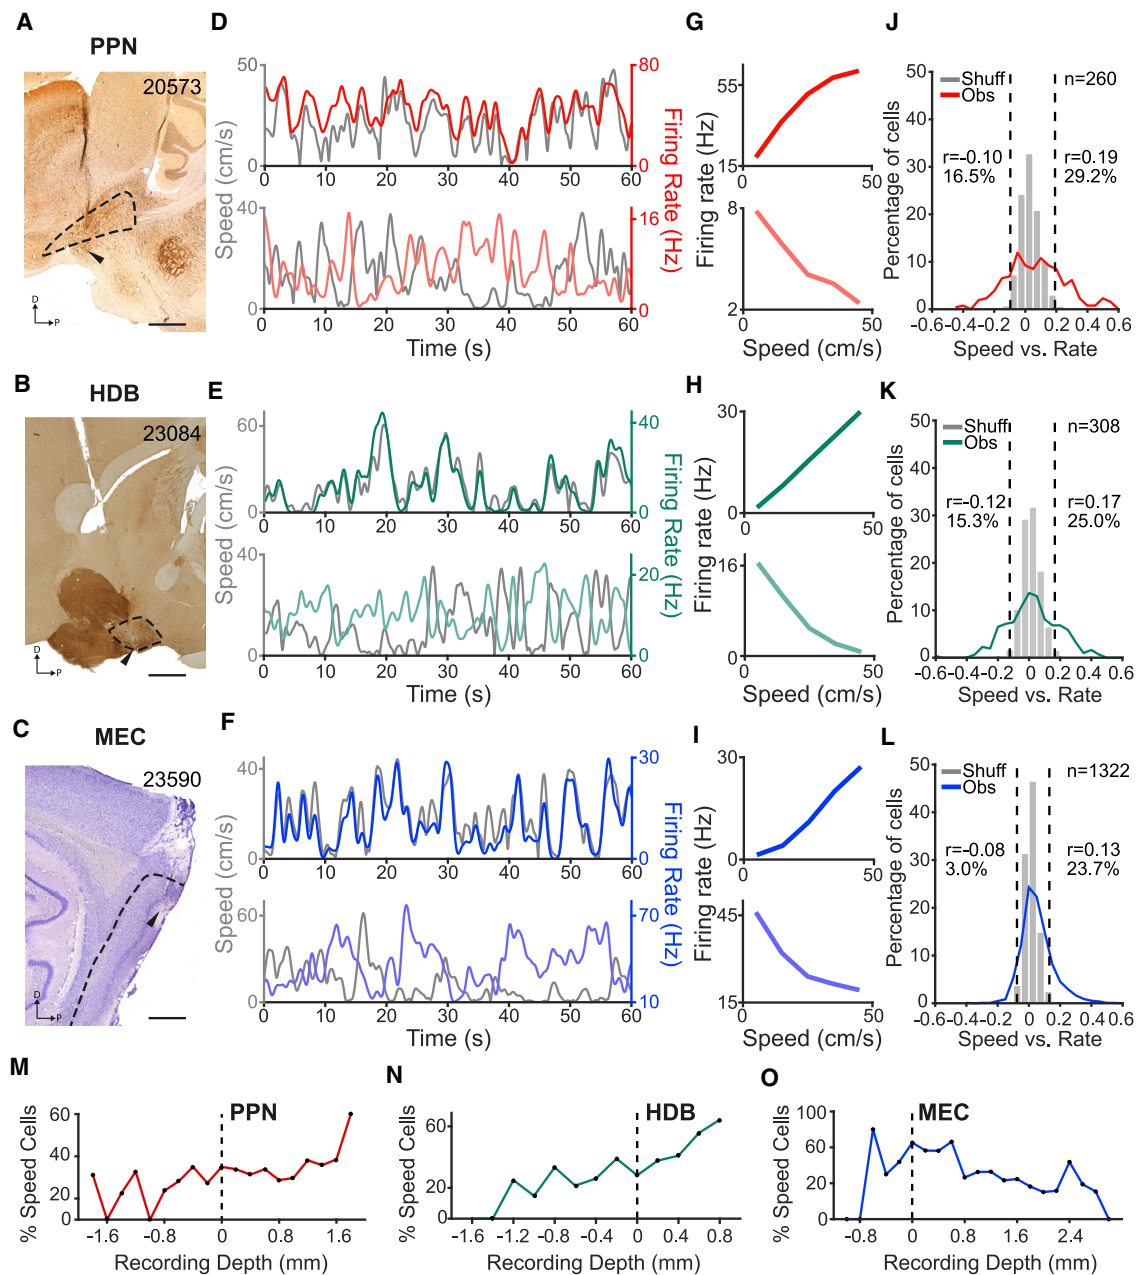 A
PPN
20573
D
P
D
50
0
Speed (cm/s)
80
0
Firing Rate (Hz)
0 10 20 30 40 50 60
16
0
0 10 20 30 40 50 60
Time (s)
G
55
15
Firing rate (Hz)
8
2
0 50
Speed (cm/s)
J
Shuff
Obs
n=260
r=-0.10
16.5%
r=0.19
29.2%
Percentage of cells
50
40
30
20
10
0
-0.6 -0.4 -0.2 0 0.2 0.4 0.6
Speed vs. Rate
B
HDB
23084
D
P
E
60
0
Speed (cm/s)
40
0
Firing Rate (Hz)
0 10 20 30 40 50 60
40
0
20
0
0 10 20 30 40 50 60
Time (s)
H
30
0
Firing rate (Hz)
16
0
0 50
Speed (cm/s)
K
Shuff
Obs
n=308
r=-0.12
15.3%
r=0.17
25.0%
Percentage of cells
50
40
30
20
10
0
-0.6 -0.4 -0.2 0 0.2 0.4 0.6
Speed vs. Rate
C
MEC
23590
D
P
F
40
0
Speed (cm/s)
30
0
Firing Rate (Hz)
0 10 20 30 40 50 60
60
0
70
10
0 10 20 30 40 50 60
Time (s)
I
30
0
Firing rate (Hz)
0 50
45
15
0 50
Speed (cm/s)
L
Shuff
Obs
n=1322
r=-0.08
3.0%
r=0.13
23.7%
Percentage of cells
50
40
30
20
10
0
-0.6 -0.4 -0.2 0 0.2 0.4 0.6
Speed vs. Rate
M
PPN
% Speed Cells
60
40
20
0
-1.6 -0.8 0 0.8 1.6
Recording Depth (mm)
N
HDB
% Speed Cells
60
20
0
-1.6 -1.2 -0.8 -0.4 0 0.4 0.8
Recording Depth (mm)
O
MEC
% Speed Cells
100
60
20
0
-0.8 0 0.8 1.6 2.4
Recording Depth (mm)